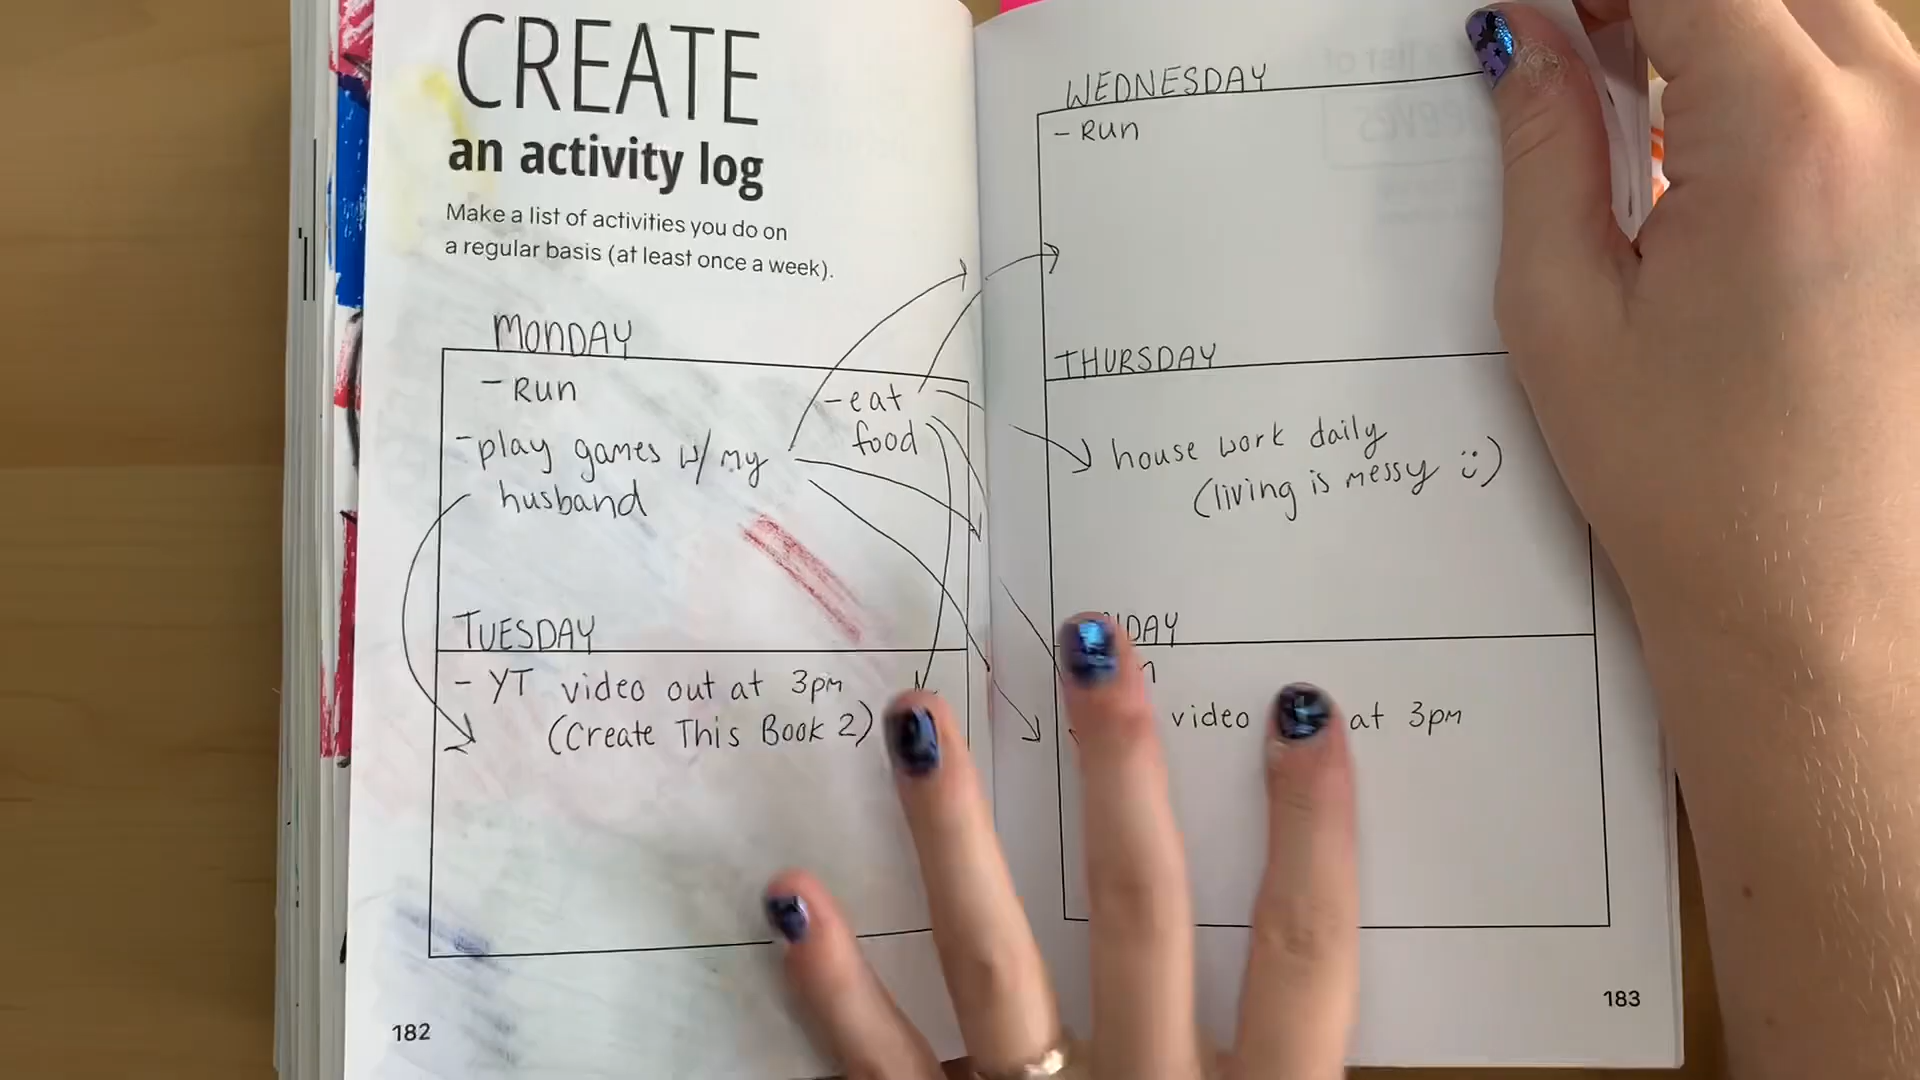 CREATE
an activity log
Make a list of activities you do on
a regular basis (at least once a week).
MONDAY
- Run
- play games w/ my
husband
- eat
food
TUESDAY
- YT video out at 3pm
(Create This Book 2)
182
WEDNESDAY
- Run
THURSDAY
house work daily
(living is messy :))
video at 3pm
183